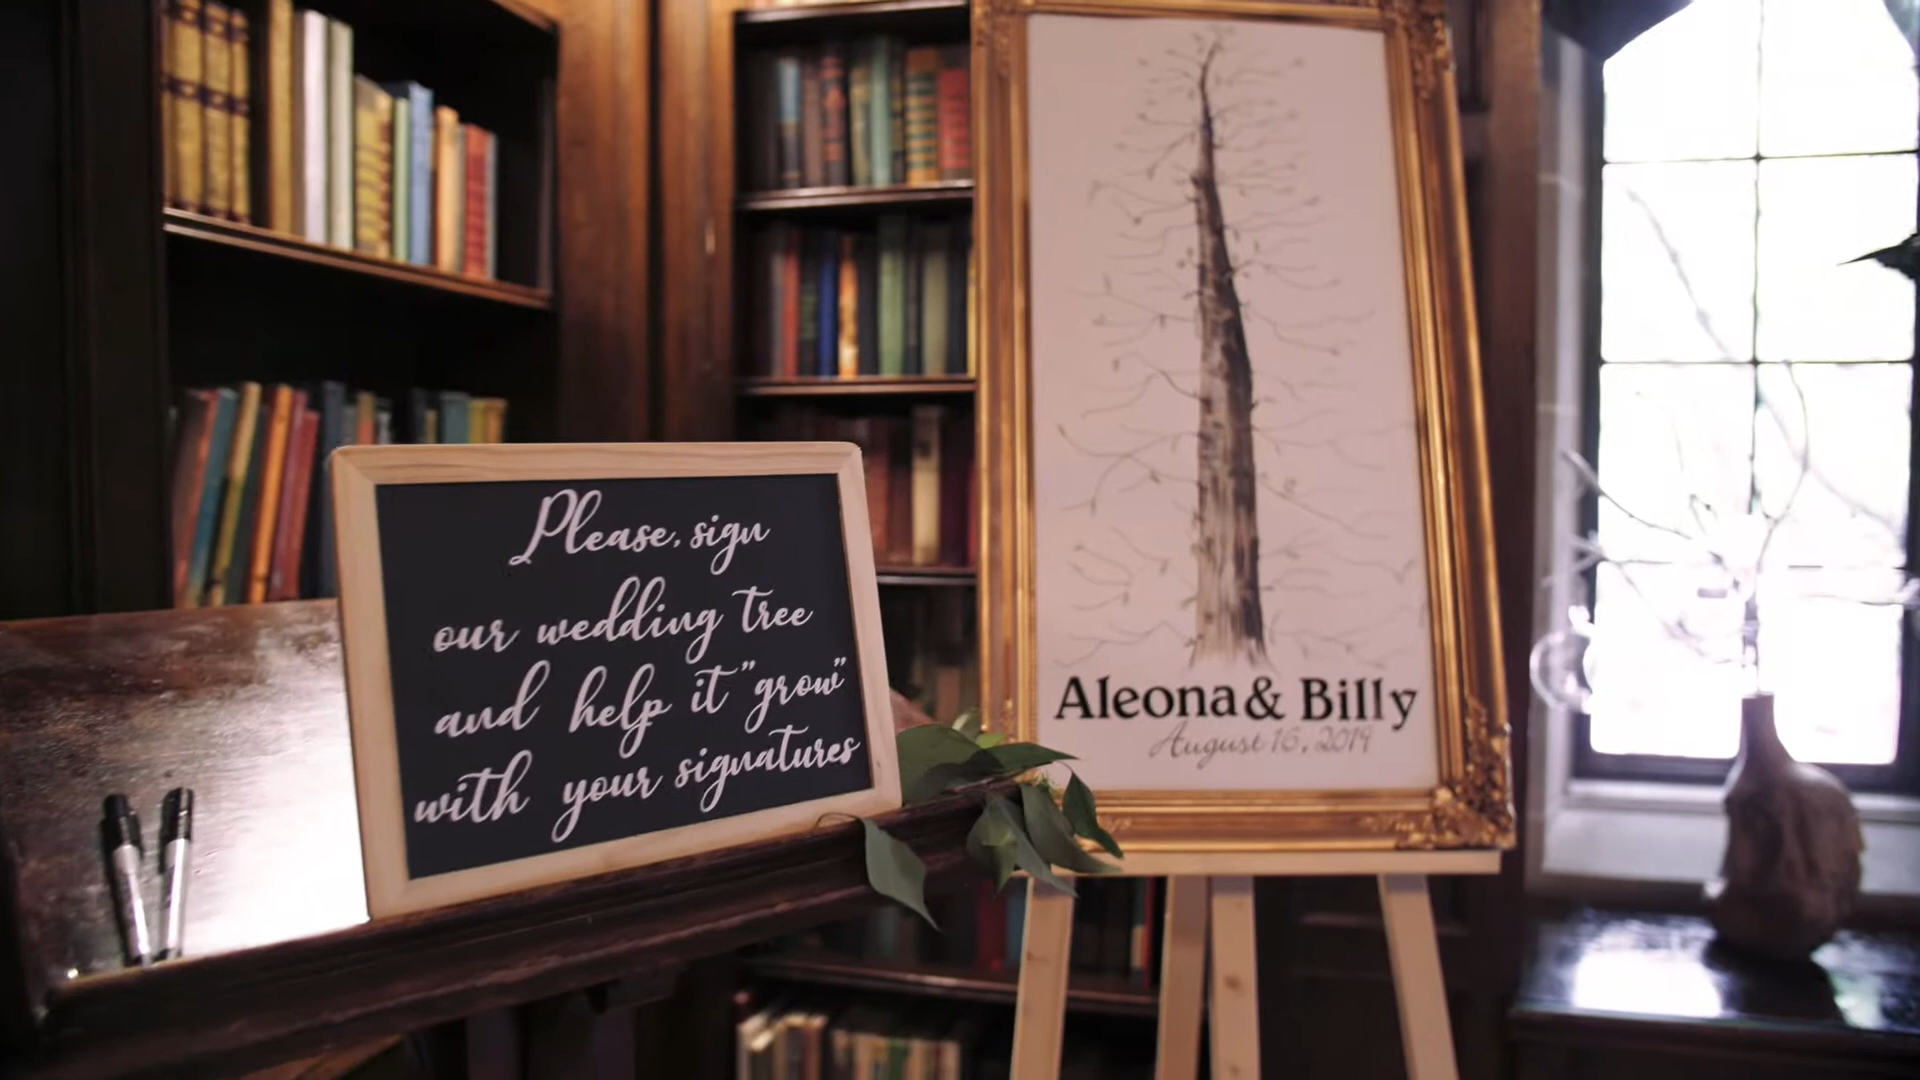 Please, sign
our wedding tree
and help it "grow"
with your signatures
Aleona & Billy
August 16, 2019